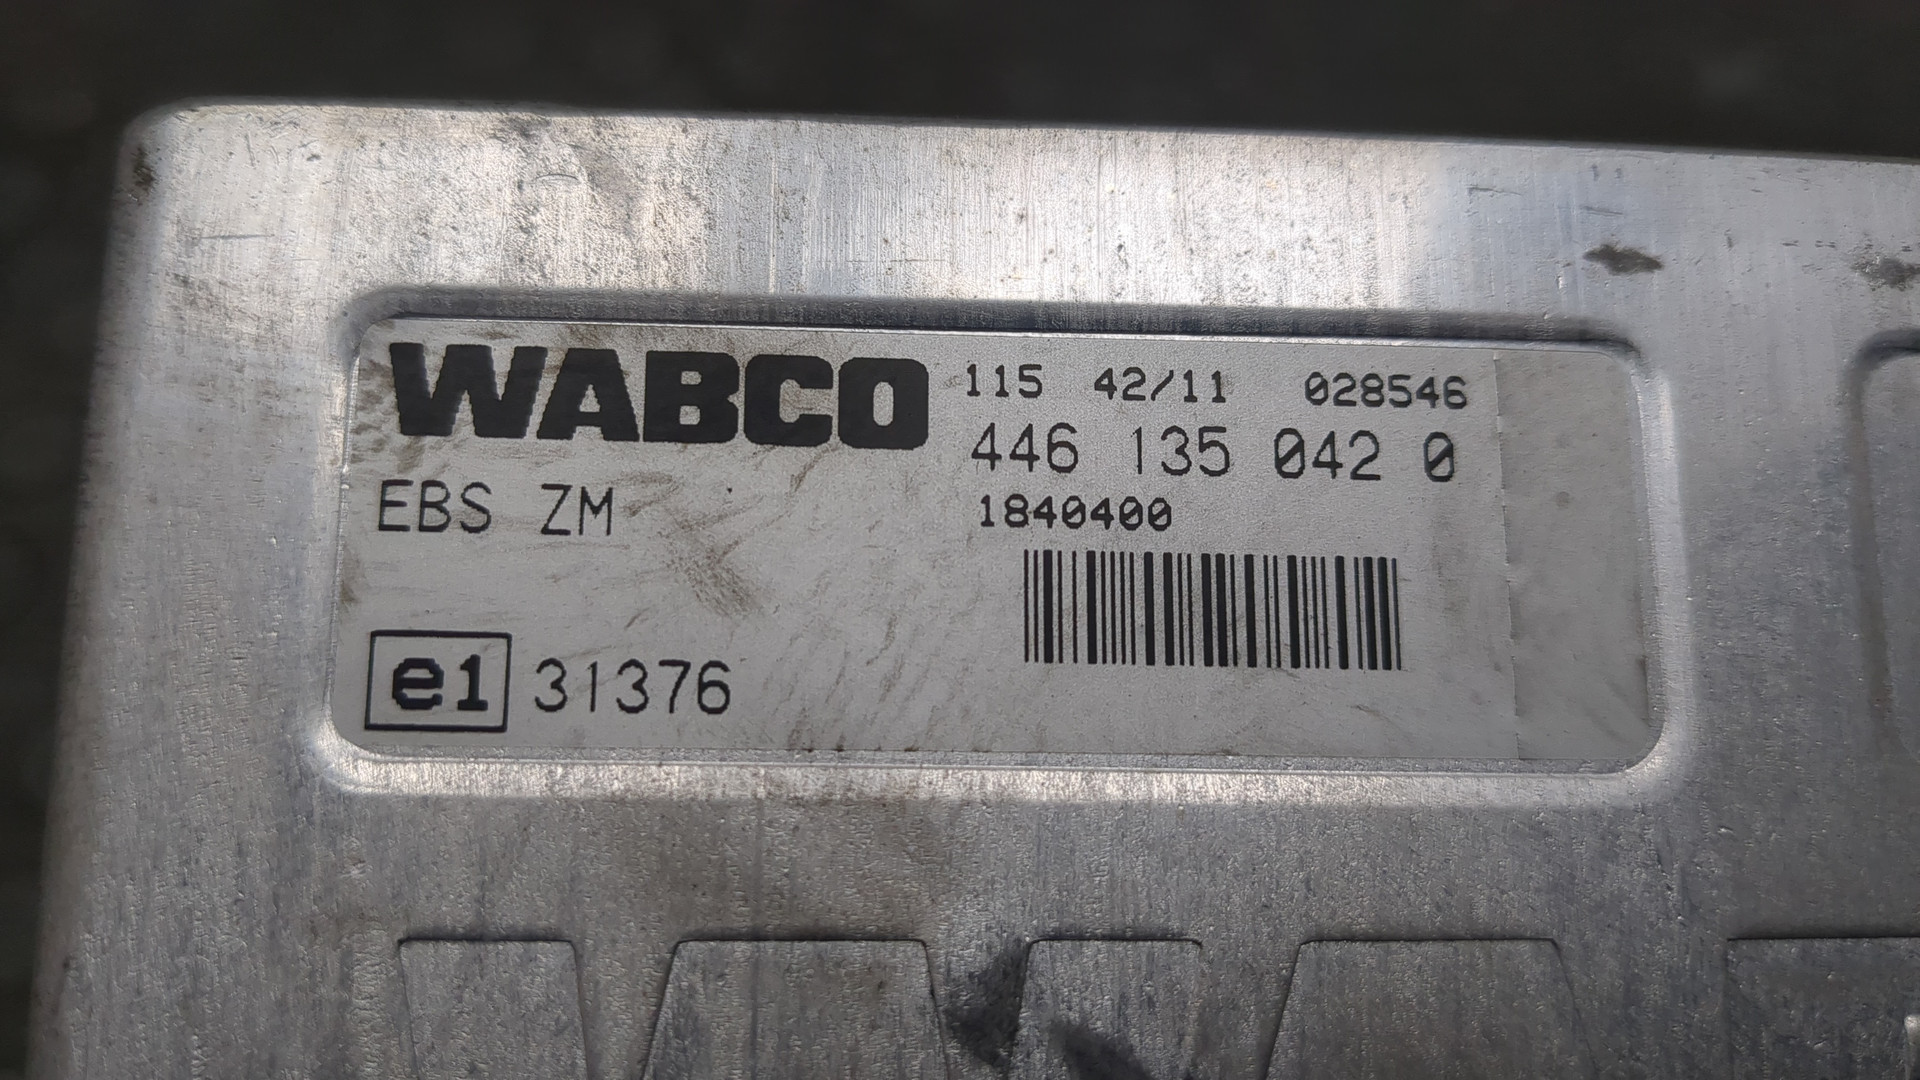 WABCO 115 42/11 028546
446 135 042 0
EBS ZM 1840400
e1 31376